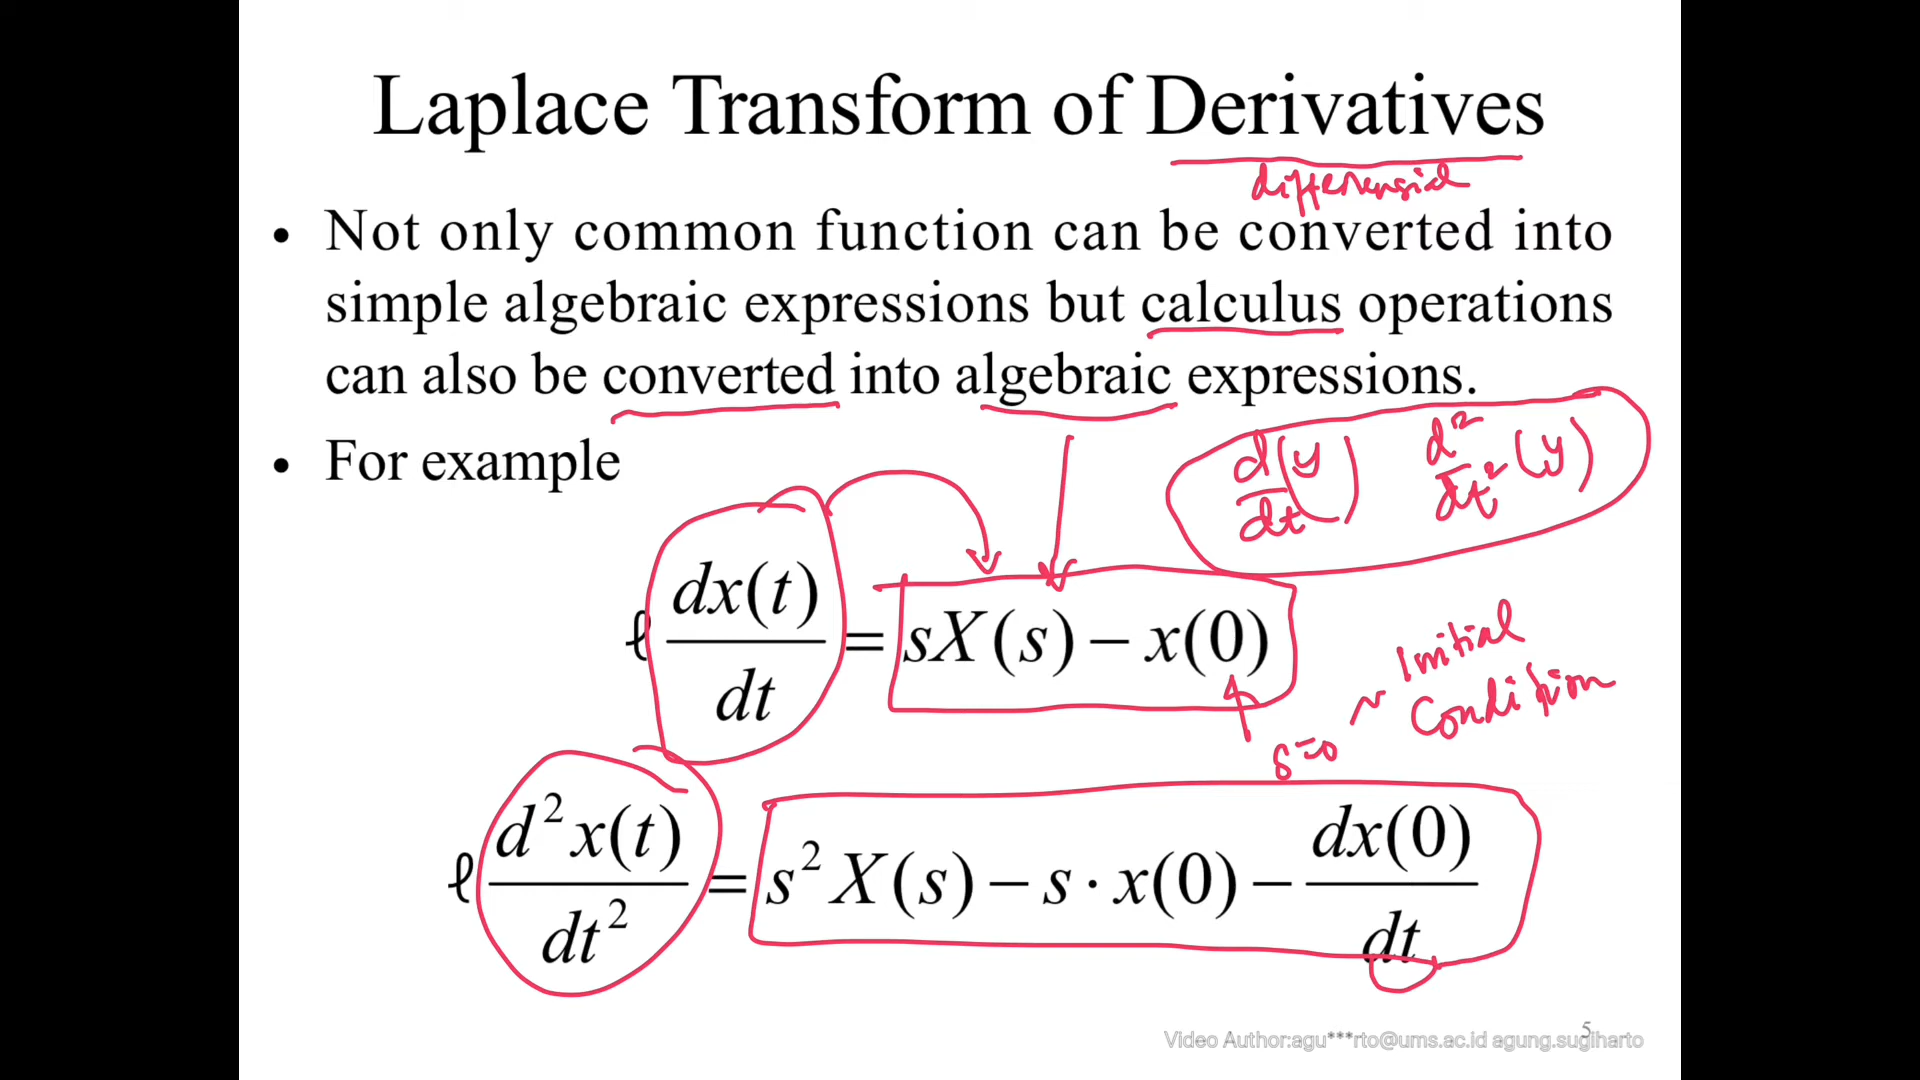 Laplace Transform of Derivatives
differensial
• Not only common function can be converted into
simple algebraic expressions but calculus operations
can also be converted into algebraic expressions.
• For example
d/dt (y) d²/dt² (y)
ℓ dx(t)/dt = sX(s) − x(0)
Initial
Condition
s=0 ~
ℓ d²x(t)/dt² = s²X(s) − s · x(0) − dx(0)/dt
5
Video Author:agu***rto@ums.ac.id agung.sugiharto